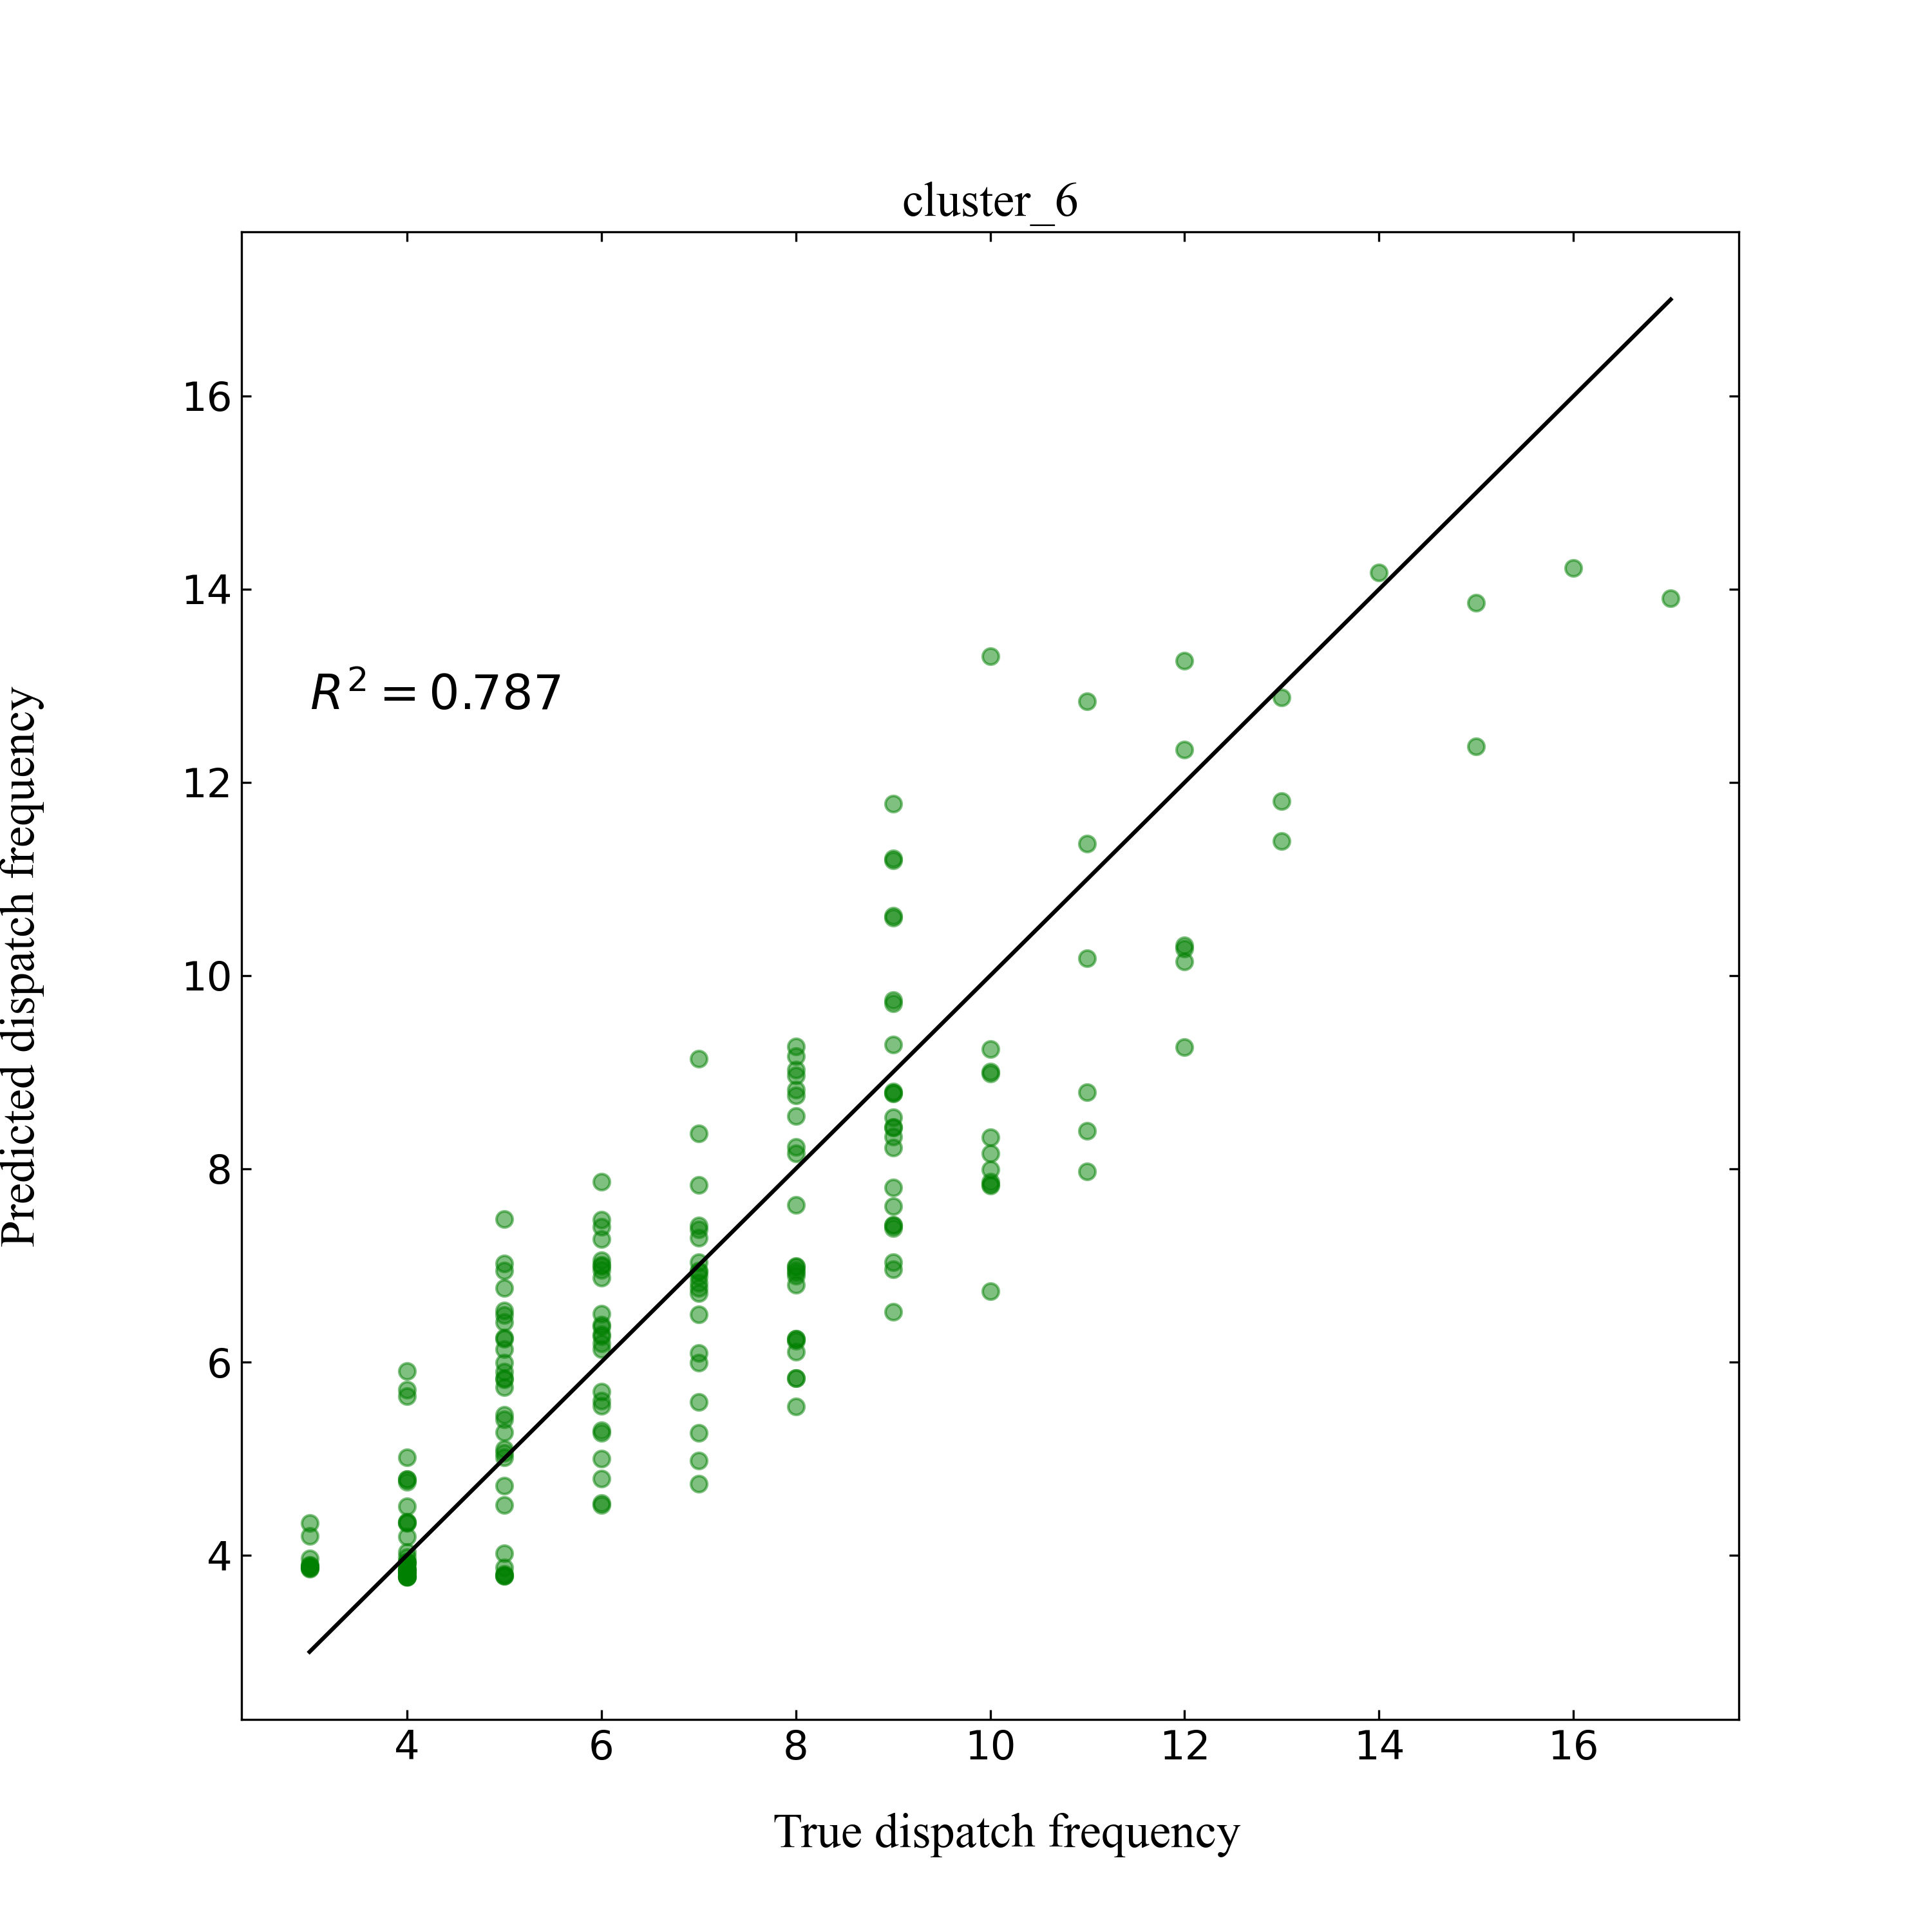 cluster_6
Predicted dispatch frequency
16
14
12
10
8
6
4
R² = 0.787
4 6 8 10 12 14 16
True dispatch frequency